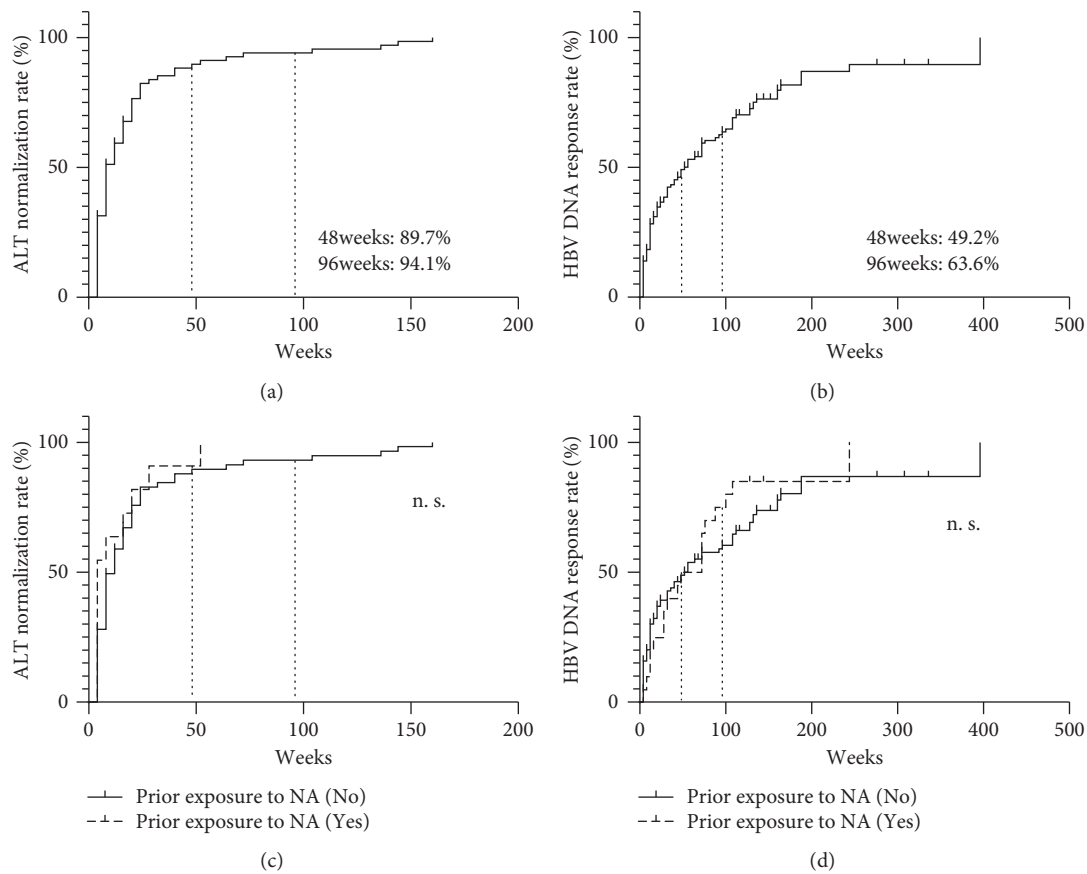 ALT normalization rate (%)
100
50
0
48weeks: 89.7%
96weeks: 94.1%
0 50 100 150 200
Weeks
(a)
HBV DNA response rate (%)
100
50
0
48weeks: 49.2%
96weeks: 63.6%
0 100 200 300 400 500
Weeks
(b)
ALT normalization rate (%)
100
50
0
n. s.
0 50 100 150 200
Weeks
Prior exposure to NA (No)
Prior exposure to NA (Yes)
(c)
HBV DNA response rate (%)
100
50
0
n. s.
0 100 200 300 400 500
Weeks
Prior exposure to NA (No)
Prior exposure to NA (Yes)
(d)